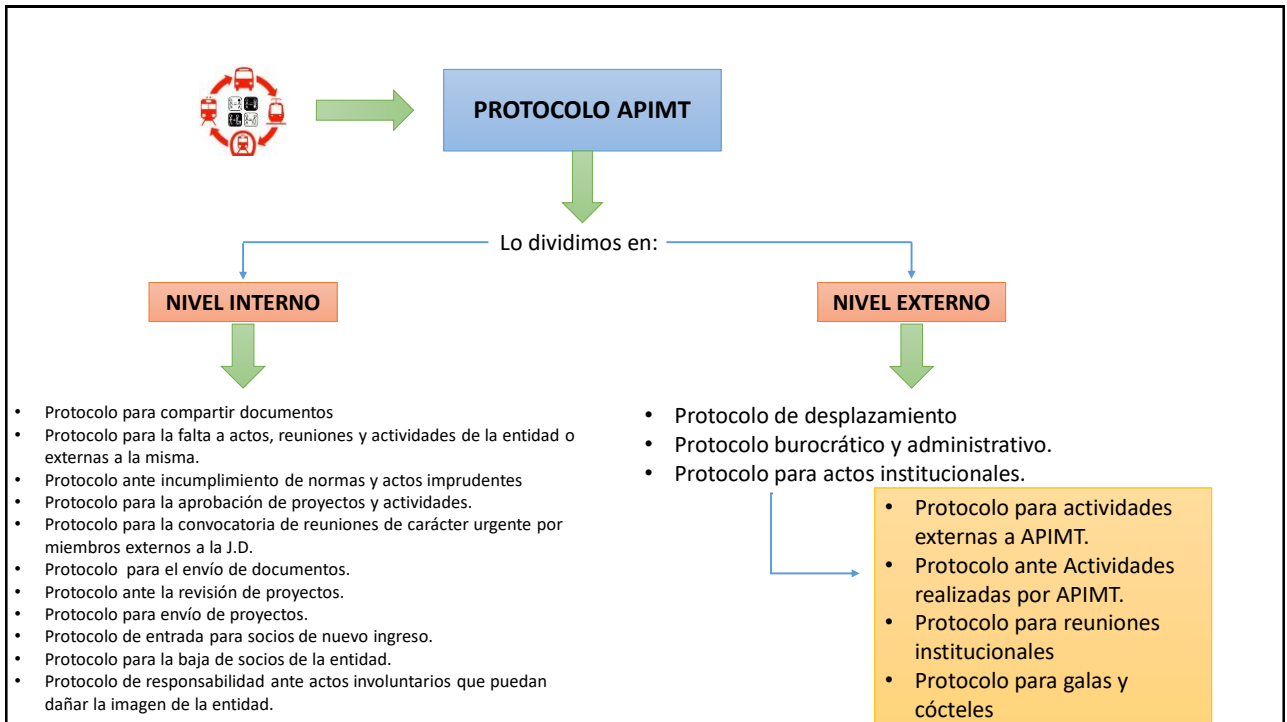 PROTOCOLO APIMT
Lo dividimos en:
NIVEL INTERNO
• Protocolo para compartir documentos
• Protocolo para la falta a actos, reuniones y actividades de la entidad o
externas a la misma.
• Protocolo ante incumplimiento de normas y actos imprudentes
• Protocolo para la aprobación de proyectos y actividades.
• Protocolo para la convocatoria de reuniones de carácter urgente por
miembros externos a la J.D.
• Protocolo para el envío de documentos.
• Protocolo ante la revisión de proyectos.
• Protocolo para envío de proyectos.
• Protocolo de entrada para socios de nuevo ingreso.
• Protocolo para la baja de socios de la entidad.
• Protocolo de responsabilidad ante actos involuntarios que puedan
dañar la imagen de la entidad.
NIVEL EXTERNO
• Protocolo de desplazamiento
• Protocolo burocrático y administrativo.
• Protocolo para actos institucionales.
• Protocolo para actividades
externas a APIMT.
• Protocolo ante Actividades
realizadas por APIMT.
• Protocolo para reuniones
institucionales
• Protocolo para galas y
cócteles